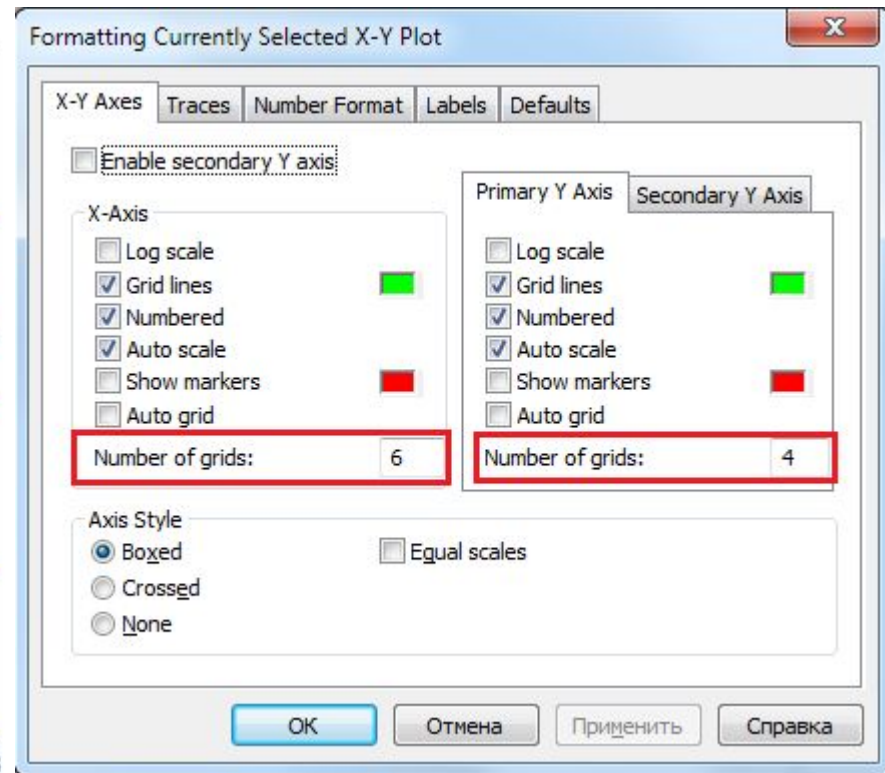 Formatting Currently Selected X-Y Plot
X-Y Axes Traces Number Format Labels Defaults
Enable secondary Y axis
X-Axis
Log scale
Grid lines
Numbered
Auto scale
Show markers
Auto grid
Number of grids: 6
Primary Y Axis Secondary Y Axis
Log scale
Grid lines
Numbered
Auto scale
Show markers
Auto grid
Number of grids: 4
Axis Style
Boxed
Crossed
None
Equal scales
OK Отмена Применить Справка